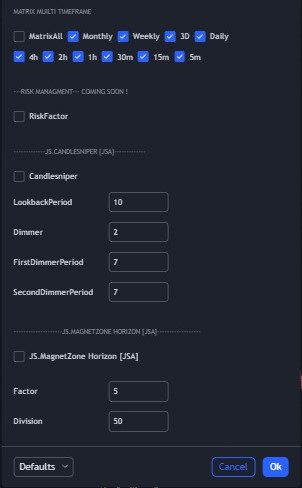 MATRIX MUILTI TIMEFRAME
MatrixAll Monthly Weekly 3D Daily
4h 2h 1h 30m 15m 5m
---RISK MANAGMENT--- COMING SOON !
RiskFactor
------------JS.CANDLESNIPER [JSA]------------
Candlesniper
LookbackPeriod 10
Dimmer 2
FirstDimmerPeriod 7
SecondDimmerPeriod 7
------------------JS.MAGNETZONE HORIZON [JSA]----------------
JS.MagnetZone Horizon [JSA]
Factor 5
Division 50
Defaults Cancel Ok